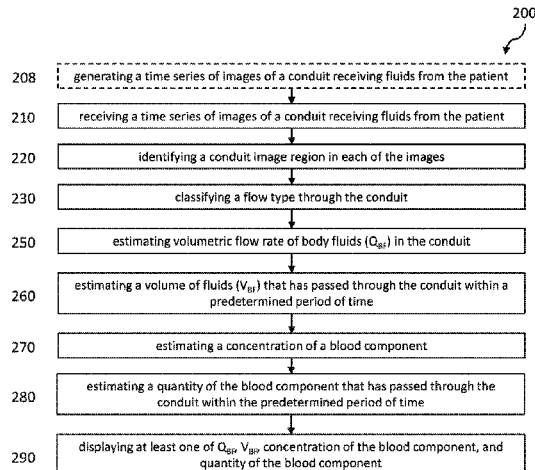 200
208 generating a time series of images of a conduit receiving fluids from the patient
210 receiving a time series of images of a conduit receiving fluids from the patient
220 identifying a conduit image region in each of the images
230 classifying a flow type through the conduit
250 estimating volumetric flow rate of body fluids (Q_BF) in the conduit
260 estimating a volume of fluids (V_BF) that has passed through the conduit within a
predetermined period of time
270 estimating a concentration of a blood component
280 estimating a quantity of the blood component that has passed through the
conduit within the predetermined period of time
290 displaying at least one of Q_BF, V_BF, concentration of the blood component, and
quantity of the blood component